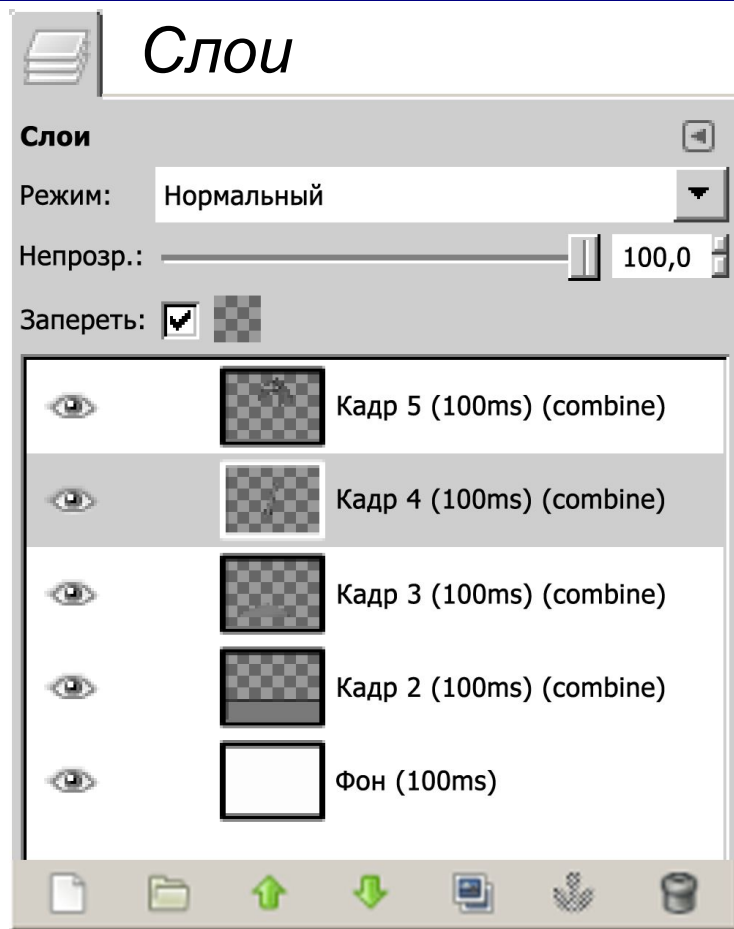 Слои
Слои
Режим: Нормальный
Непрозр.: 100,0
Запереть:
Кадр 5 (100ms) (combine)
Кадр 4 (100ms) (combine)
Кадр 3 (100ms) (combine)
Кадр 2 (100ms) (combine)
Фон (100ms)